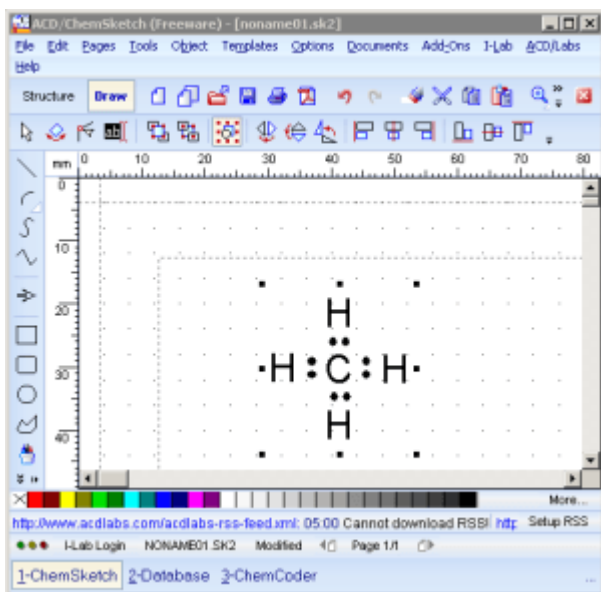 ACD/ChemSketch (Freeware) - [noname01.sk2]
File Edit Pages Tools Object Templates Options Documents Add-Ons I-Lab ACD/Labs
Help
Structure Draw
ab
mm 0 10 20 30 40 50 60 70 80
0
10
20
30
40
H
H : C : H
H
More...
http://www.acdlabs.com/acdlabs-rss-feed.xml: 05:00 Cannot download RSS! http: Setup RSS
I-Lab Login NONAME01.SK2 Modified Page 1/1
1-ChemSketch 2-Database 3-ChemCoder
...